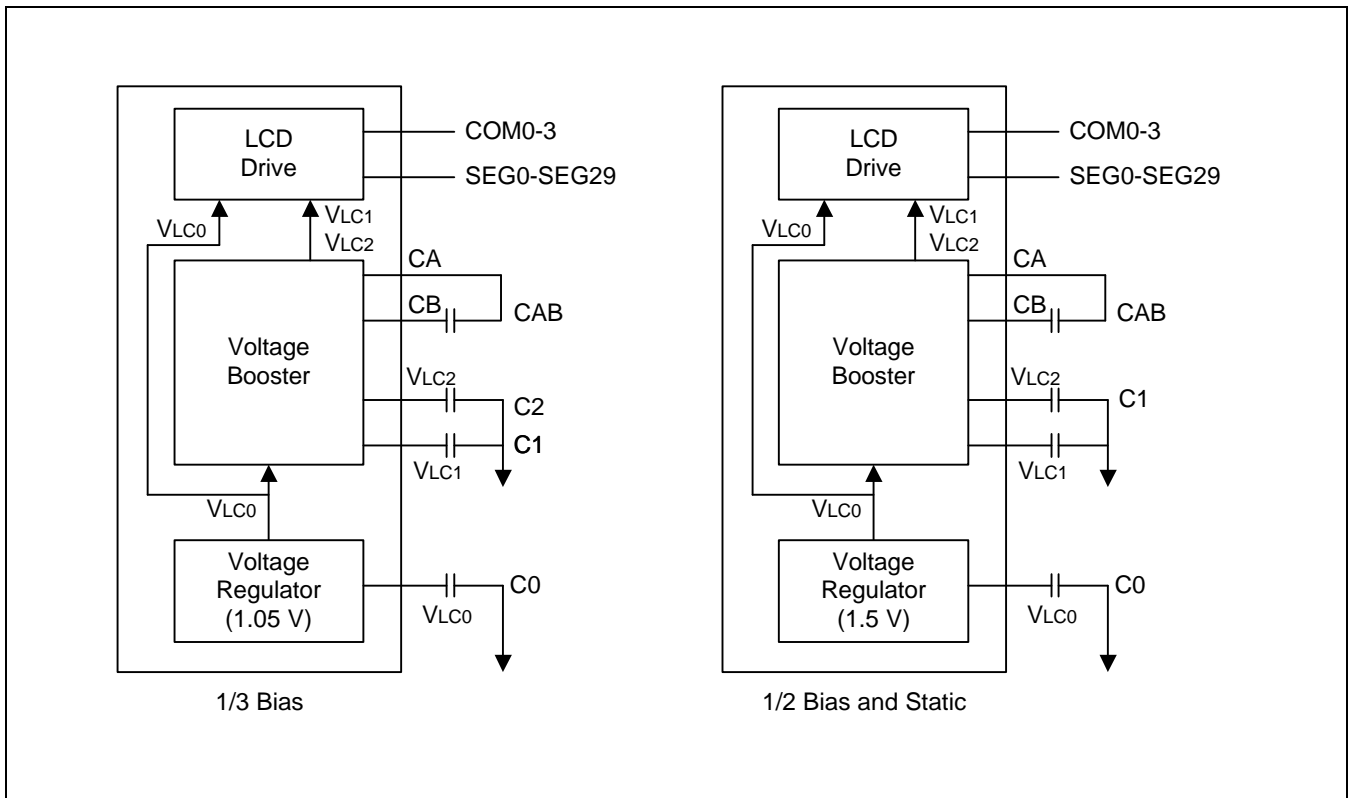 LCD
Drive
COM0-3
SEG0-SEG29
VLC0
VLC1
VLC2
CA
CB
CAB
Voltage
Booster
VLC2
C2
C1
VLC1
VLC0
Voltage
Regulator
(1.05 V)
C0
VLC0
1/3 Bias
LCD
Drive
COM0-3
SEG0-SEG29
VLC0
VLC1
VLC2
CA
CB
CAB
Voltage
Booster
VLC2
C1
VLC1
VLC0
Voltage
Regulator
(1.5 V)
C0
VLC0
1/2 Bias and Static